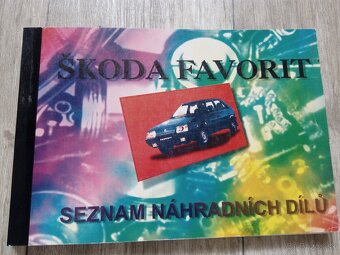 ŠKODA FAVORIT
SEZNAM NÁHRADNÍCH DÍLŮ